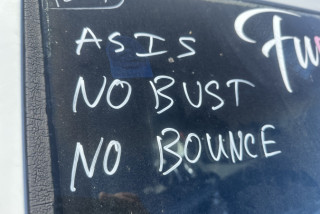 AS IS
NO BUST
NO BOUNCE